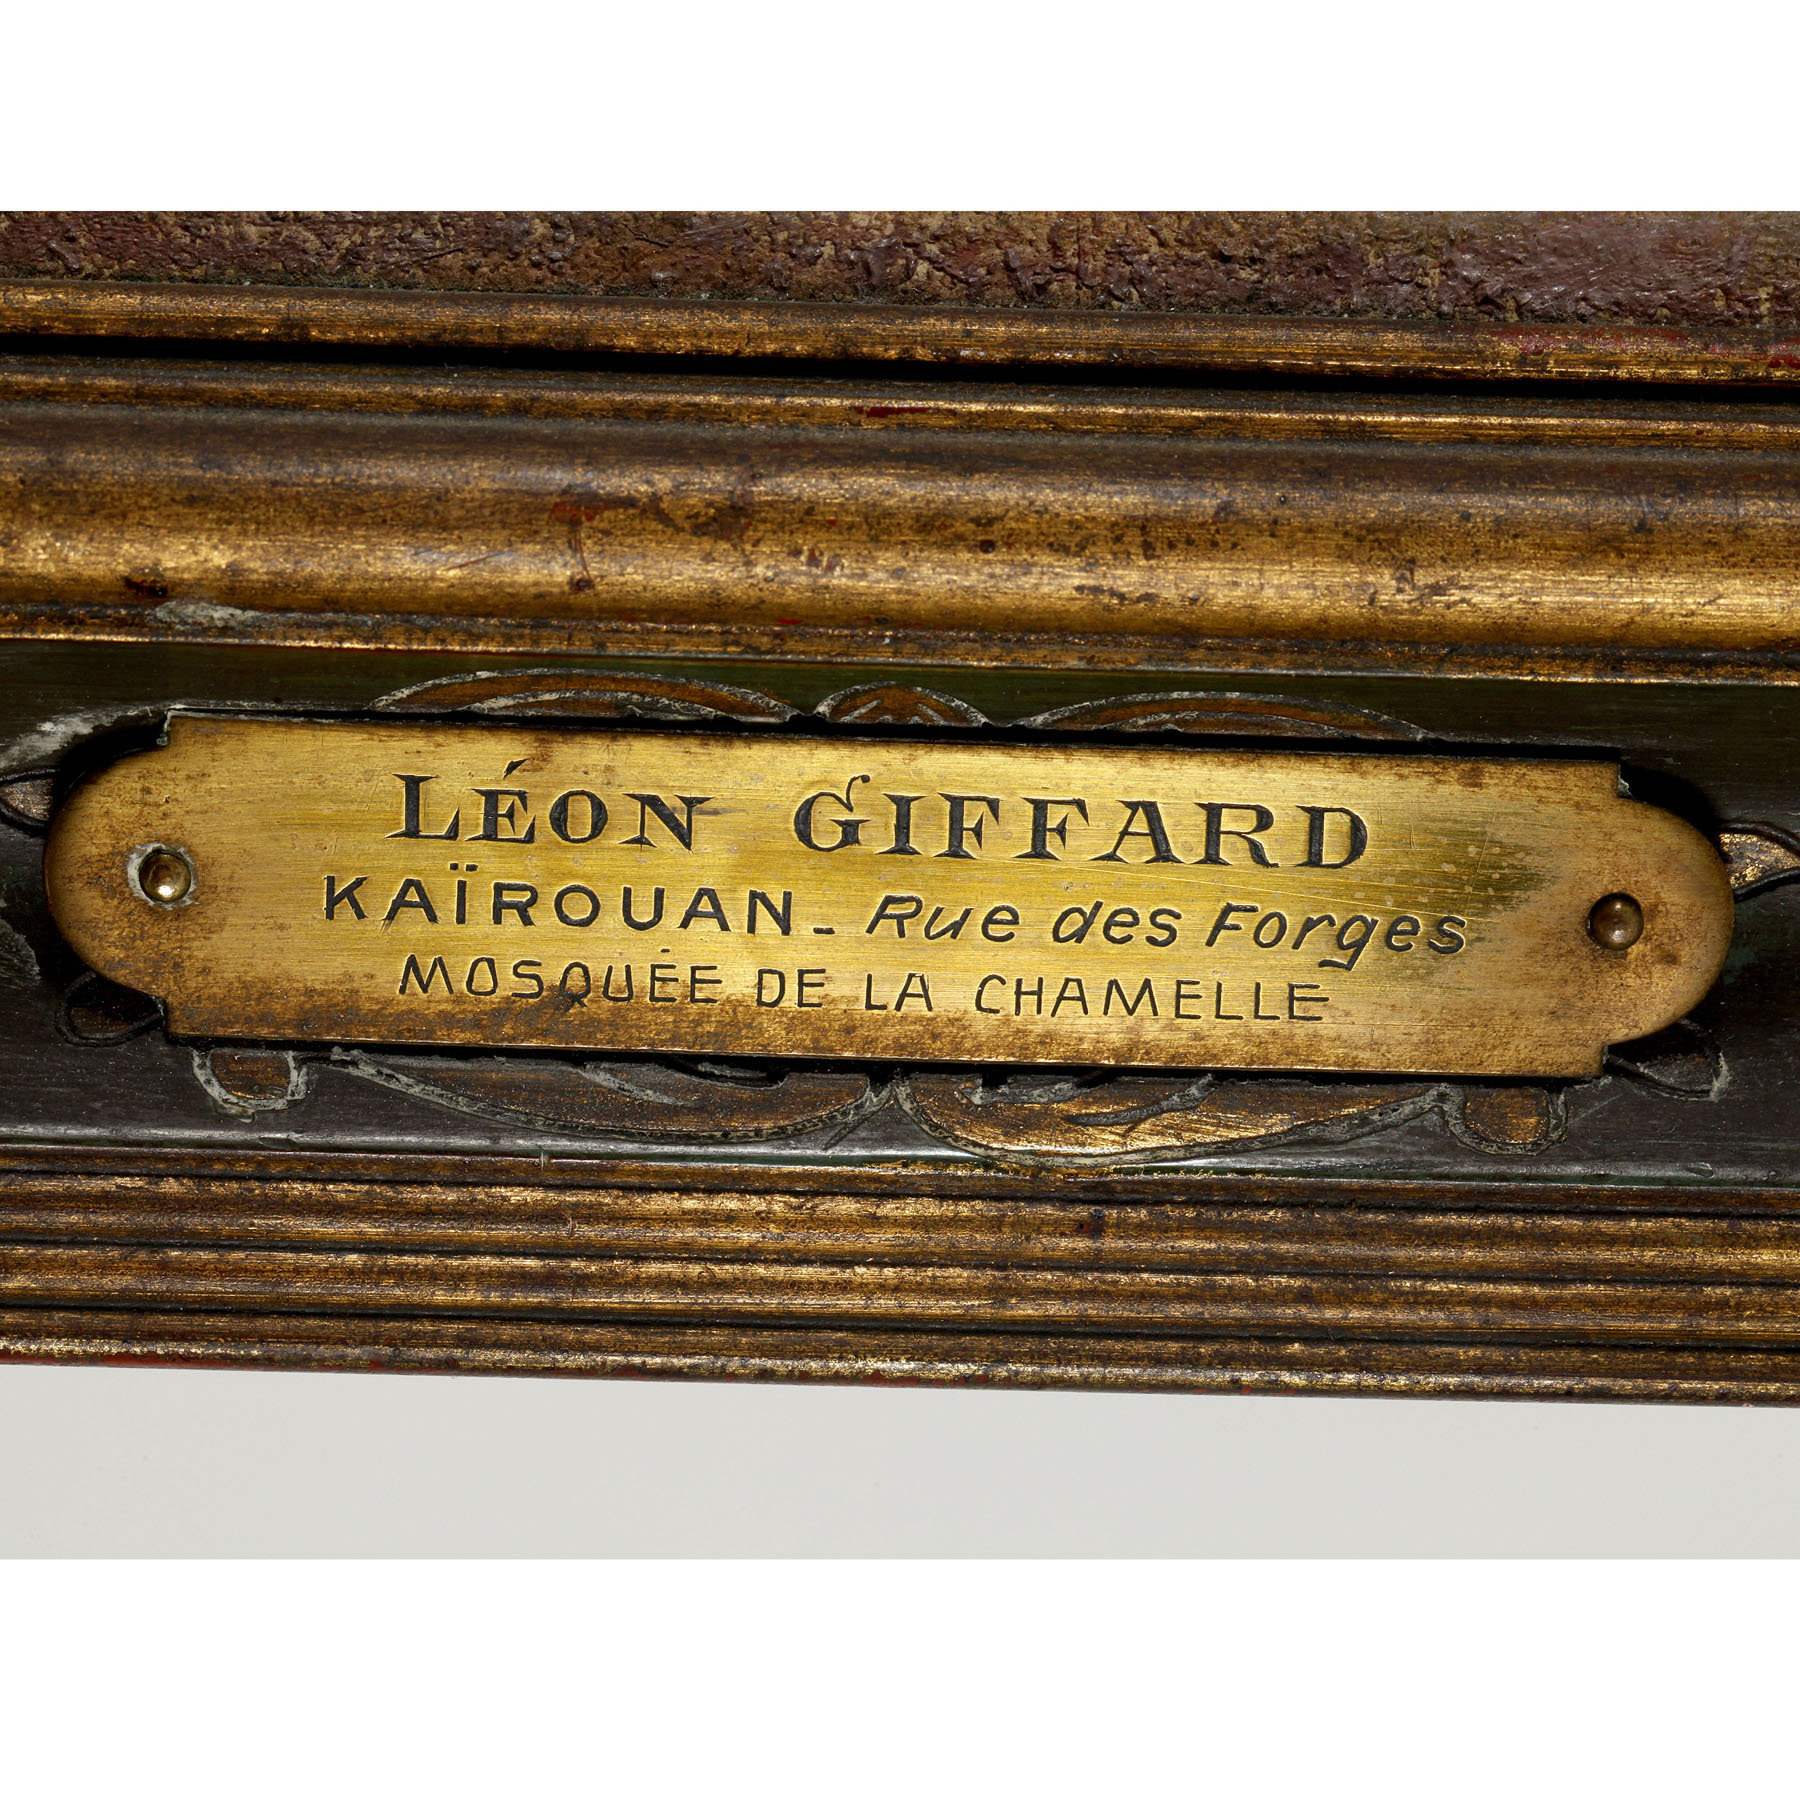 LÉON GIFFARD
KAÏROUAN - Rue des Forges
MOSQUÉE DE LA CHAMELLE